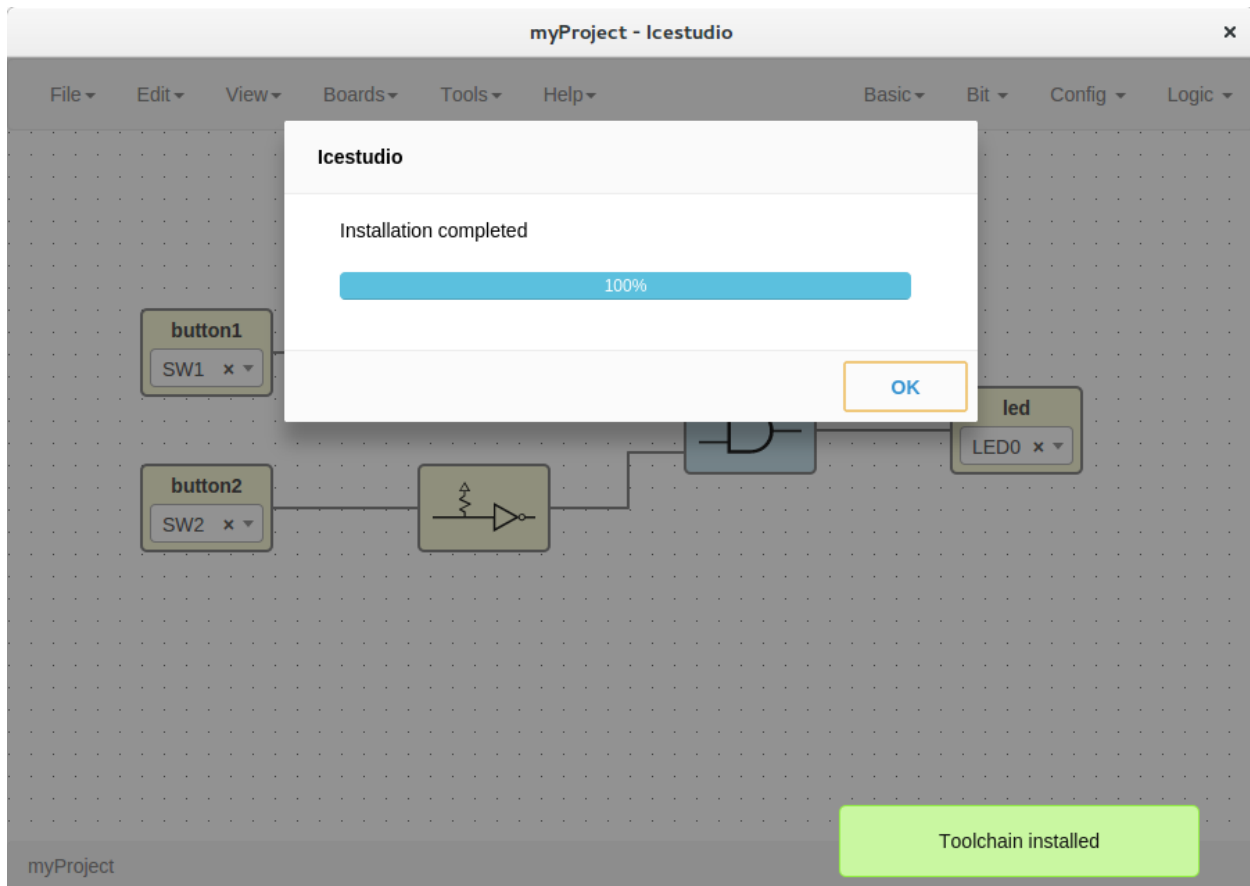 myProject - Icestudio ×
File Edit View Boards Tools Help Basic Bit Config Logic
Icestudio
Installation completed
100%
OK
button1
SW1 ×
led
LED0 ×
button2
SW2 ×
Toolchain installed
myProject